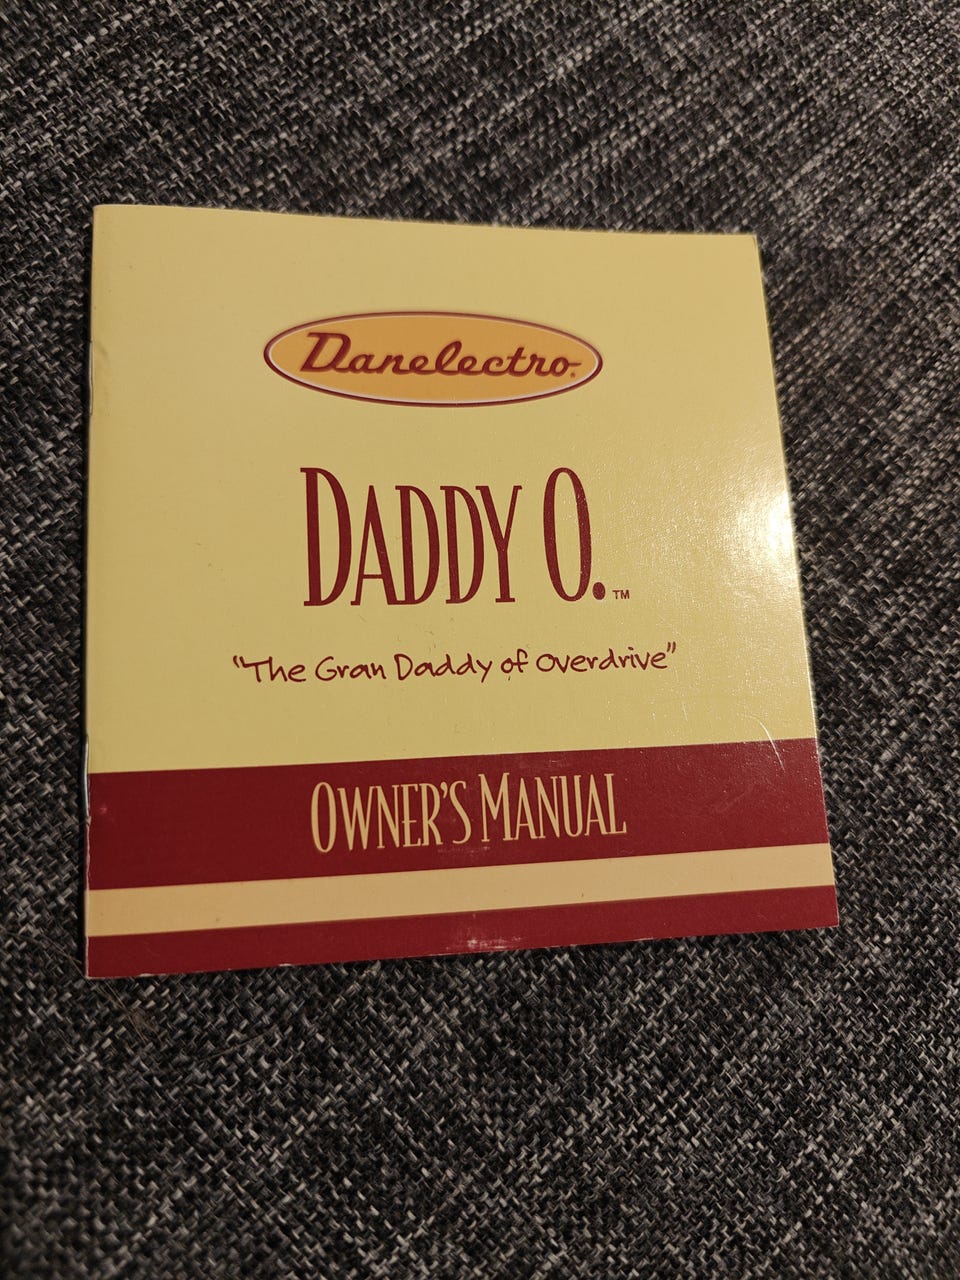 Danelectro
DADDY O.™
"The Gran Daddy of Overdrive"
OWNER'S MANUAL